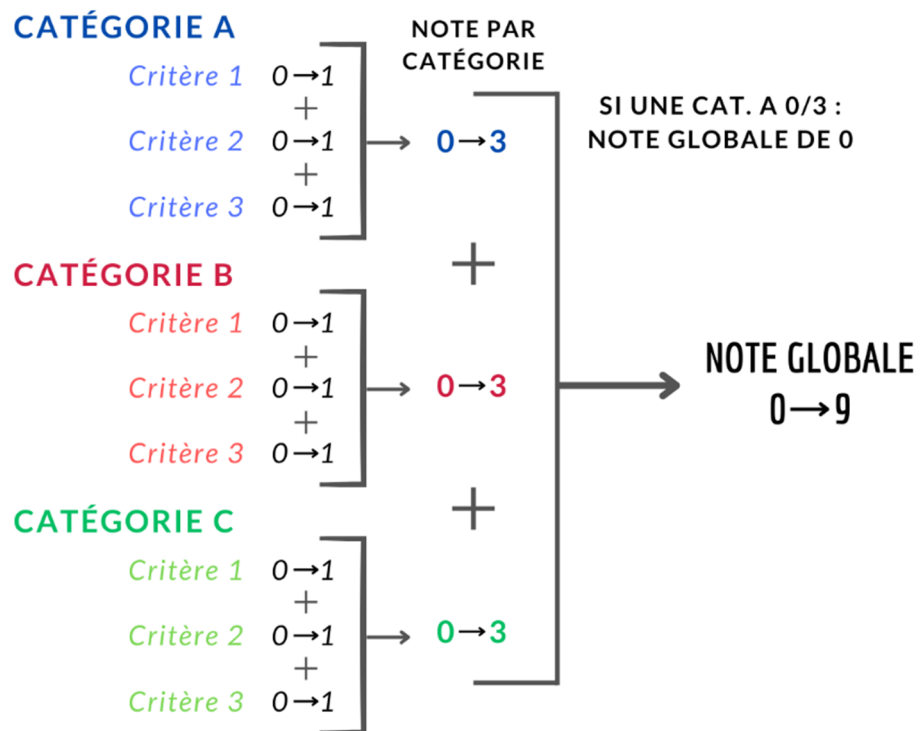 CATÉGORIE A
Critère 1 0→1
+
Critère 2 0→1
+
Critère 3 0→1
CATÉGORIE B
Critère 1 0→1
+
Critère 2 0→1
+
Critère 3 0→1
CATÉGORIE C
Critère 1 0→1
+
Critère 2 0→1
+
Critère 3 0→1
NOTE PAR
CATÉGORIE
0→3
+
0→3
+
0→3
SI UNE CAT. A 0/3 :
NOTE GLOBALE DE 0
NOTE GLOBALE
0→9